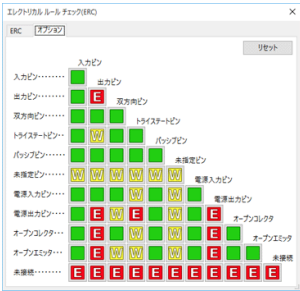 エレクトリカル ルール チェック(ERC)
ERC オプション
リセット
入力ピン
入力ピン········ 出力ピン
出力ピン········ E 双方向ピン
双方向ピン······ トライステートピン
トライステートピン·· W パッシブピン
パッシブピン····· 未指定ピン
未指定ピン····· W W W W W W 電源入力ピン
電源入力ピン···· W W 電源出力ピン
電源出力ピン···· E W E W E オープンコレクタ
オープンコレクタ··· E W W E オープンエミッタ
オープンエミッタ··· E W W W E 未接続
未接続········ E E E E E E E E E E E